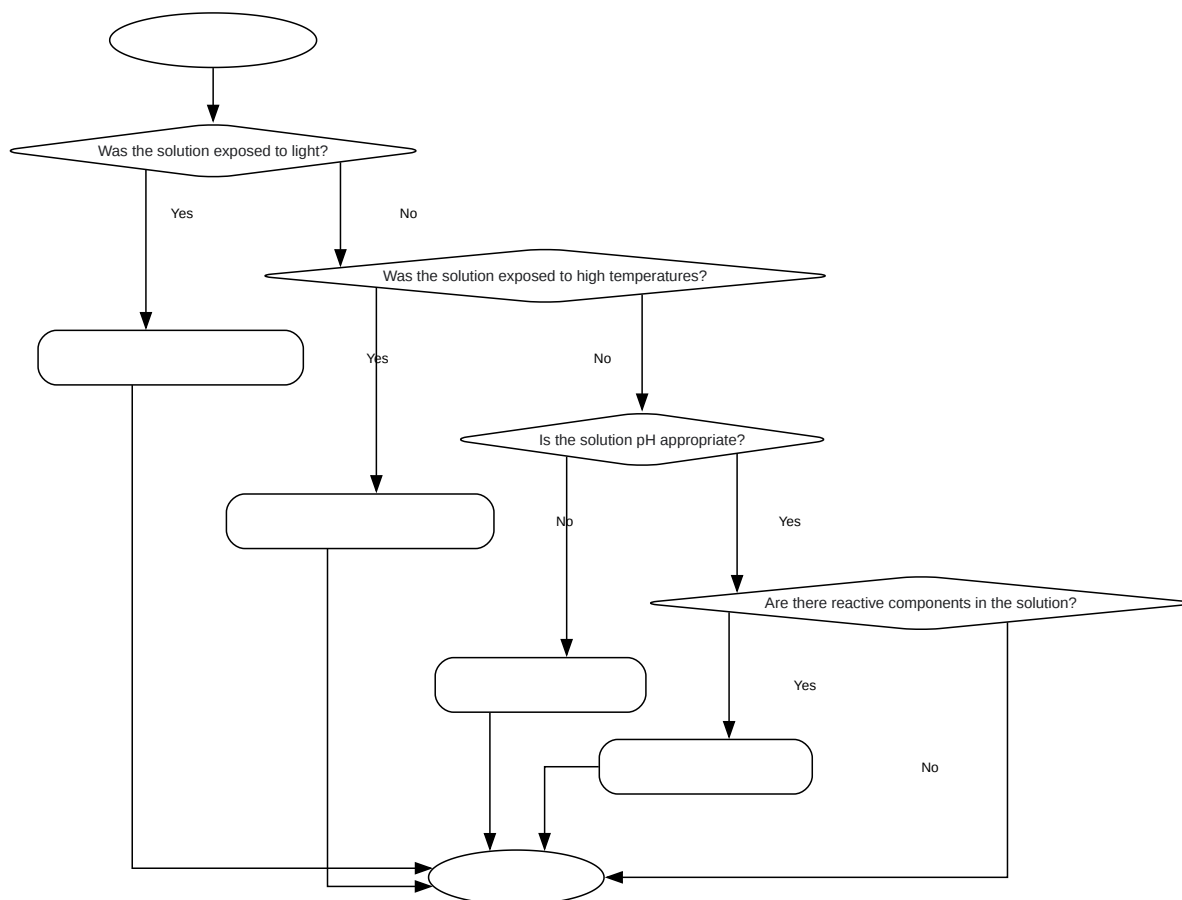 Was the solution exposed to light?
Yes
No
Was the solution exposed to high temperatures?
Yes
No
Is the solution pH appropriate?
No
Yes
Are there reactive components in the solution?
Yes
No